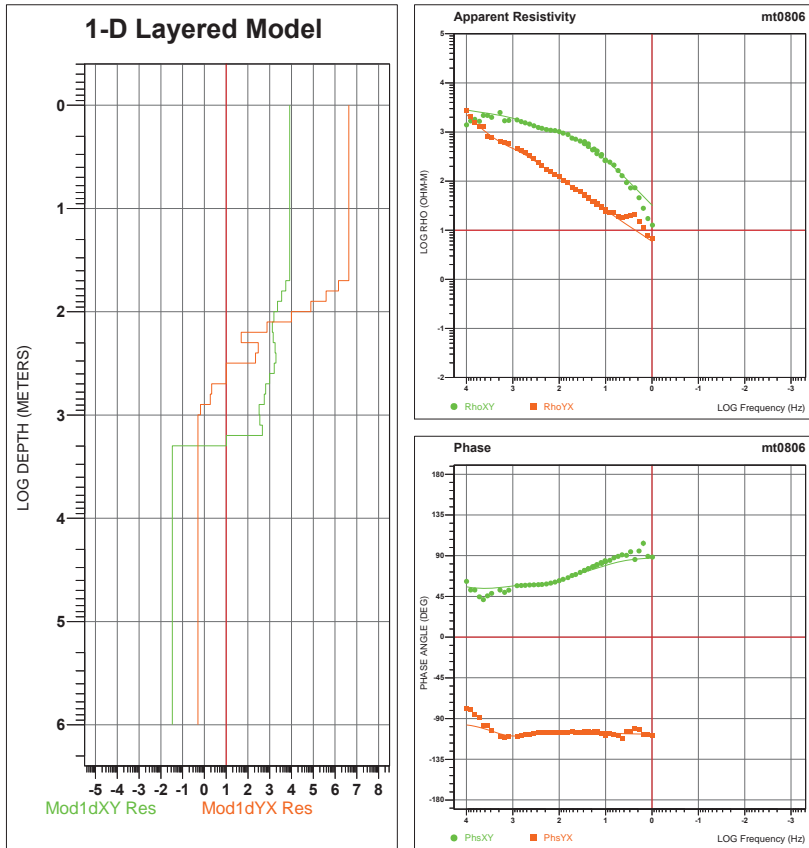 1-D Layered Model
0
1
2
3
4
5
6
LOG DEPTH (METERS)
-5 -4 -3 -2 -1 0 1 2 3 4 5 6 7 8
Mod1dXY Res Mod1dYX Res
Apparent Resistivity mt0806
5
4
3
2
1
0
-1
-2
LOG RHO (OHM-M)
4 3 2 1 0 -1 -2 -3
RhoXY RhoYX LOG Frequency (Hz)
Phase mt0806
180
135
90
45
0
-45
-90
-135
-180
PHASE ANGLE (DEG)
4 3 2 1 0 -1 -2 -3
PhsXY PhsYX LOG Frequency (Hz)